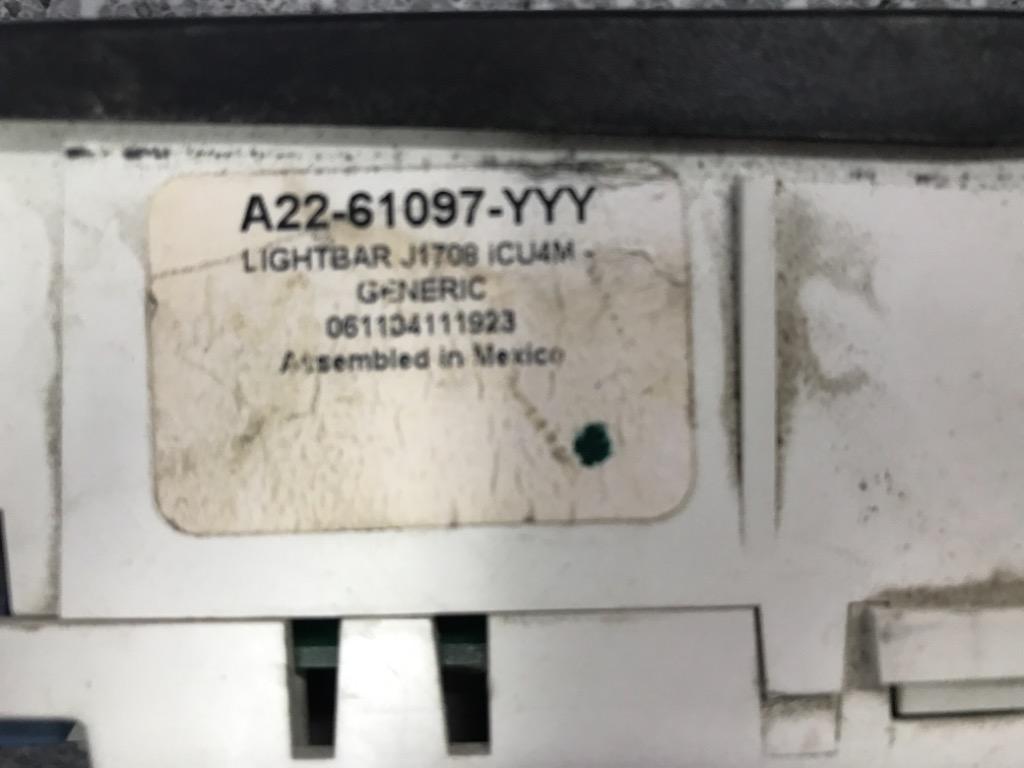 A22-61097-YYY
LIGHTBAR J1708 ICU4M -
GENERIC
061134111923
Assembled in Mexico